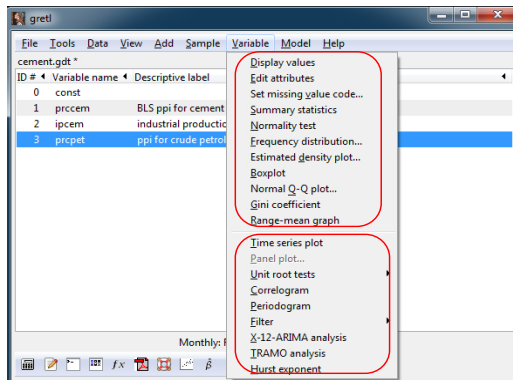 gretl
File Tools Data View Add Sample Variable Model Help
cement.gdt *
ID # Variable name Descriptive label
0 const
1 prccem BLS ppi for cement
2 ipcem industrial productic
3 prcpet ppi for crude petrol
Display values
Edit attributes
Set missing value code...
Summary statistics
Normality test
Frequency distribution...
Estimated density plot...
Boxplot
Normal Q-Q plot...
Gini coefficient
Range-mean graph
Time series plot
Panel plot...
Unit root tests
Correlogram
Periodogram
Filter
X-12-ARIMA analysis
TRAMO analysis
Hurst exponent
Monthly:
fx β̂